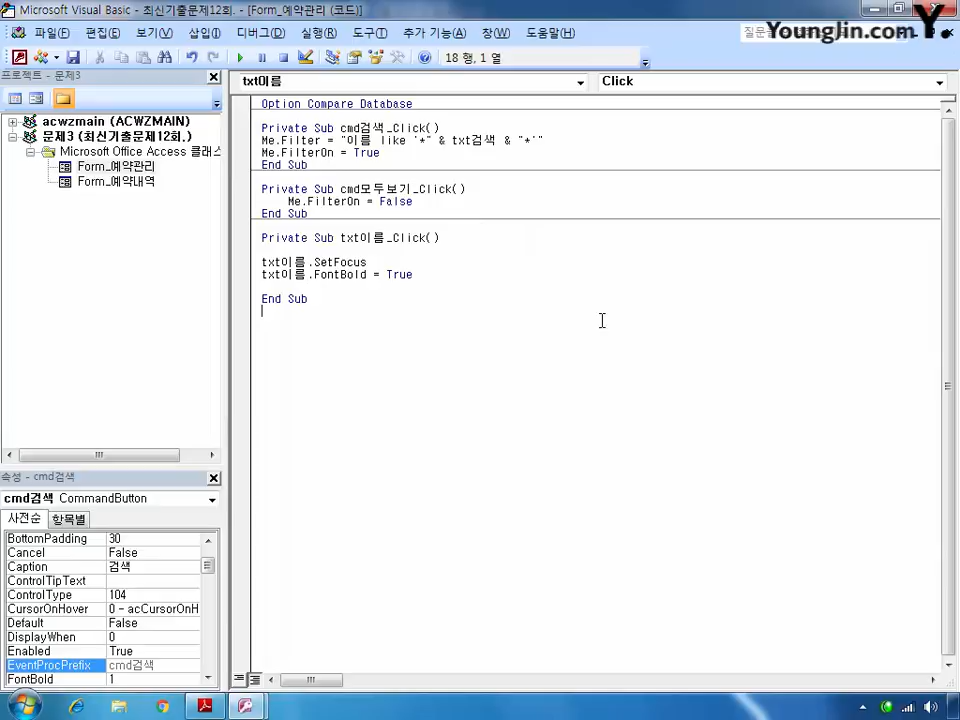 Microsoft Visual Basic - 최신기출문제12회. - [Form_예약관리 (코드)]
파일(F) 편집(E) 보기(V) 삽입(I) 디버그(D) 실행(R) 도구(T) 추가 기능(A) 창(W) 도움말(H)
Younglin.com Y.
18 행, 1 열
프로젝트 - 문제3
txt이름 Click
acwzmain (ACWZMAIN)
문제3 (최신기출문제12회.)
Microsoft Office Access 클래스
Form_예약관리
Form_예약내역
Option Compare Database
Private Sub cmd검색_Click()
Me.Filter = "이름 like '*" & txt검색 & "*'"
Me.FilterOn = True
End Sub
Private Sub cmd모두보기_Click()
Me.FilterOn = False
End Sub
Private Sub txt이름_Click()
txt이름.SetFocus
txt이름.FontBold = True
End Sub
속성 - cmd검색
cmd검색 CommandButton
사전순 항목별
BottomPadding 30
Cancel False
Caption 검색
ControlTipText
ControlType 104
CursorOnHover 0 - acCursorOnH
Default False
DisplayWhen 0
Enabled True
EventProcPrefix cmd검색
FontBold 1